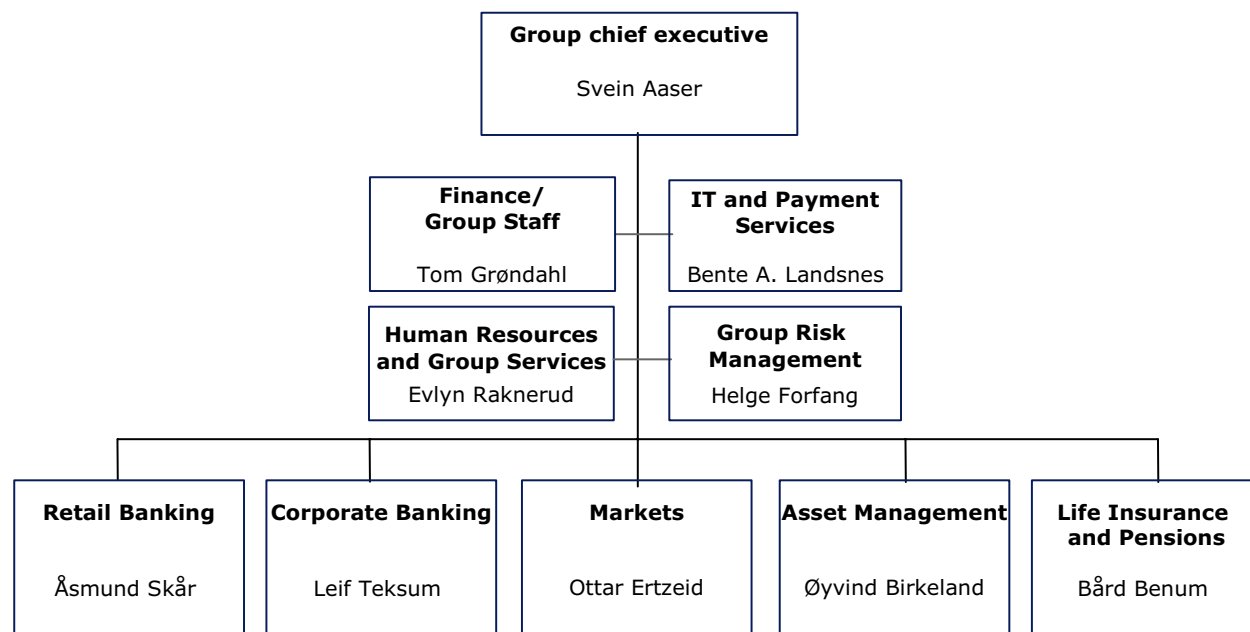 Group chief executive
Svein Aaser
Finance/
Group Staff
Tom Grøndahl
IT and Payment
Services
Bente A. Landsnes
Human Resources
and Group Services
Evlyn Raknerud
Group Risk
Management
Helge Forfang
Retail Banking
Åsmund Skår
Corporate Banking
Leif Teksum
Markets
Ottar Ertzeid
Asset Management
Øyvind Birkeland
Life Insurance
and Pensions
Bård Benum